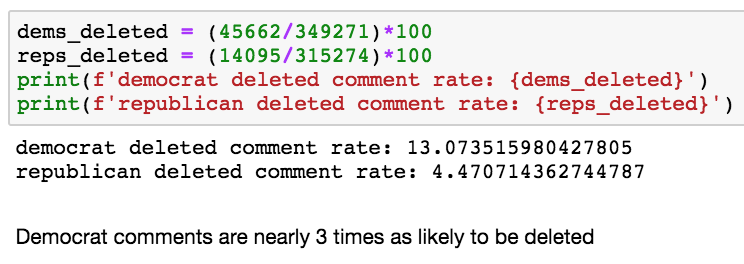 dems_deleted = (45662/349271)*100
reps_deleted = (14095/315274)*100
print(f'democrat deleted comment rate: {dems_deleted}')
print(f'republican deleted comment rate: {reps_deleted}')
democrat deleted comment rate: 13.073515980427805
republican deleted comment rate: 4.470714362744787
Democrat comments are nearly 3 times as likely to be deleted